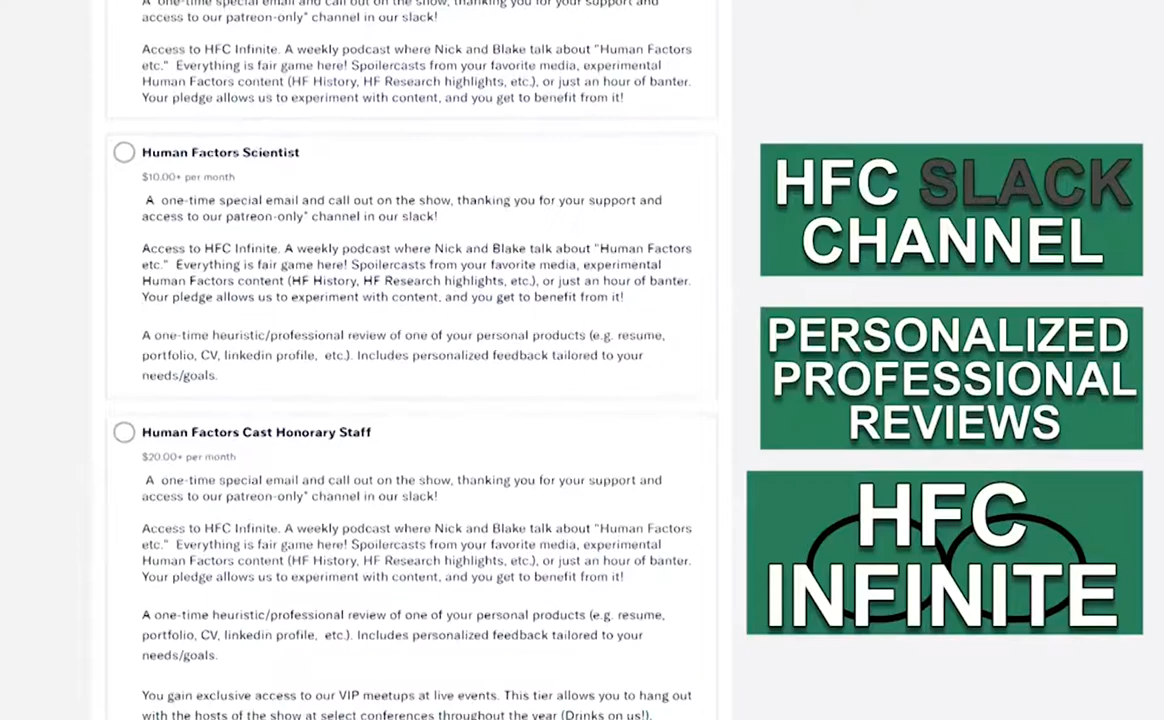 A one-time special email and call out on the show, thanking you for your support and
access to our patreon-only* channel in our slack!
Access to HFC Infinite. A weekly podcast where Nick and Blake talk about "Human Factors
etc."  Everything is fair game here! Spoilercasts from your favorite media, experimental
Human Factors content (HF History, HF Research highlights, etc.), or just an hour of banter.
Your pledge allows us to experiment with content, and you get to benefit from it!
Human Factors Scientist
$10.00+ per month
A  one-time special email and call out on the show, thanking you for your support and
access to our patreon-only* channel in our slack!
Access to HFC Infinite. A weekly podcast where Nick and Blake talk about "Human Factors
etc."  Everything is fair game here! Spoilercasts from your favorite media, experimental
Human Factors content (HF History, HF Research highlights, etc.), or just an hour of banter.
Your pledge allows us to experiment with content, and you get to benefit from it!
A one-time heuristic/professional review of one of your personal products (e.g. resume,
portfolio, CV, linkedin profile,  etc.). Includes personalized feedback tailored to your
needs/goals.
Human Factors Cast Honorary Staff
$20.00+ per month
A  one-time special email and call out on the show, thanking you for your support and
access to our patreon-only* channel in our slack!
Access to HFC Infinite. A weekly podcast where Nick and Blake talk about "Human Factors
etc."  Everything is fair game here! Spoilercasts from your favorite media, experimental
Human Factors content (HF History, HF Research highlights, etc.), or just an hour of banter.
Your pledge allows us to experiment with content, and you get to benefit from it!
A one-time heuristic/professional review of one of your personal products (e.g. resume,
portfolio, CV, linkedin profile,  etc.). Includes personalized feedback tailored to your
needs/goals.
You gain exclusive access to our VIP meetups at live events. This tier allows you to hang out
with the hosts of the show at select conferences throughout the year (Drinks on us!).
HFC SLACK
CHANNEL
PERSONALIZED
PROFESSIONAL
REVIEWS
HFC
INFINITE